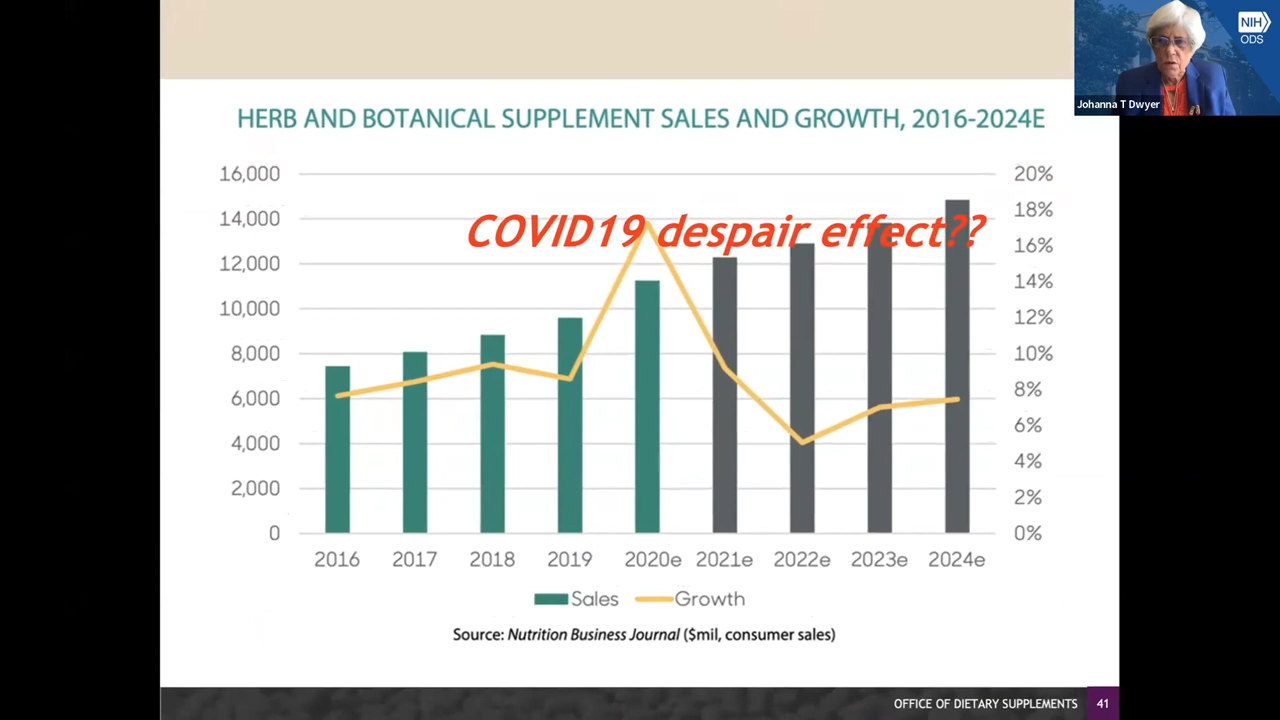 NIH
ODS
Johanna T Dwyer
HERB AND BOTANICAL SUPPLEMENT SALES AND GROWTH, 2016-2024E
16,000 20%
14,000 18%
COVID19 despair effect??
16%
12,000 14%
10,000 12%
8,000 10%
6,000 8%
6%
4,000 4%
2,000 2%
0 0%
2016 2017 2018 2019 2020e 2021e 2022e 2023e 2024e
Sales Growth
Source: Nutrition Business Journal ($mil, consumer sales)
OFFICE OF DIETARY SUPPLEMENTS 41